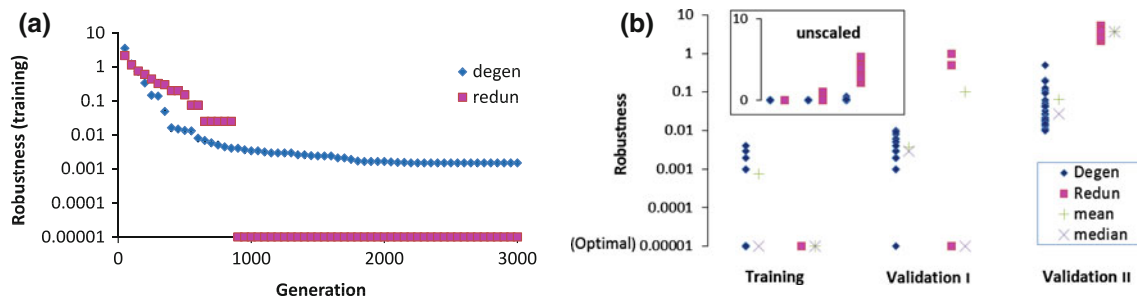 (a)
Robustness (training)
10
1
0.1
0.01
0.001
0.0001
0.00001
0
1000
2000
3000
Generation
degen
redun
(b)
Robustness
10
1
0.1
0.01
0.001
0.0001
(Optimal) 0.00001
10
unscaled
0
Training
Validation I
Validation II
Degen
Redun
mean
median